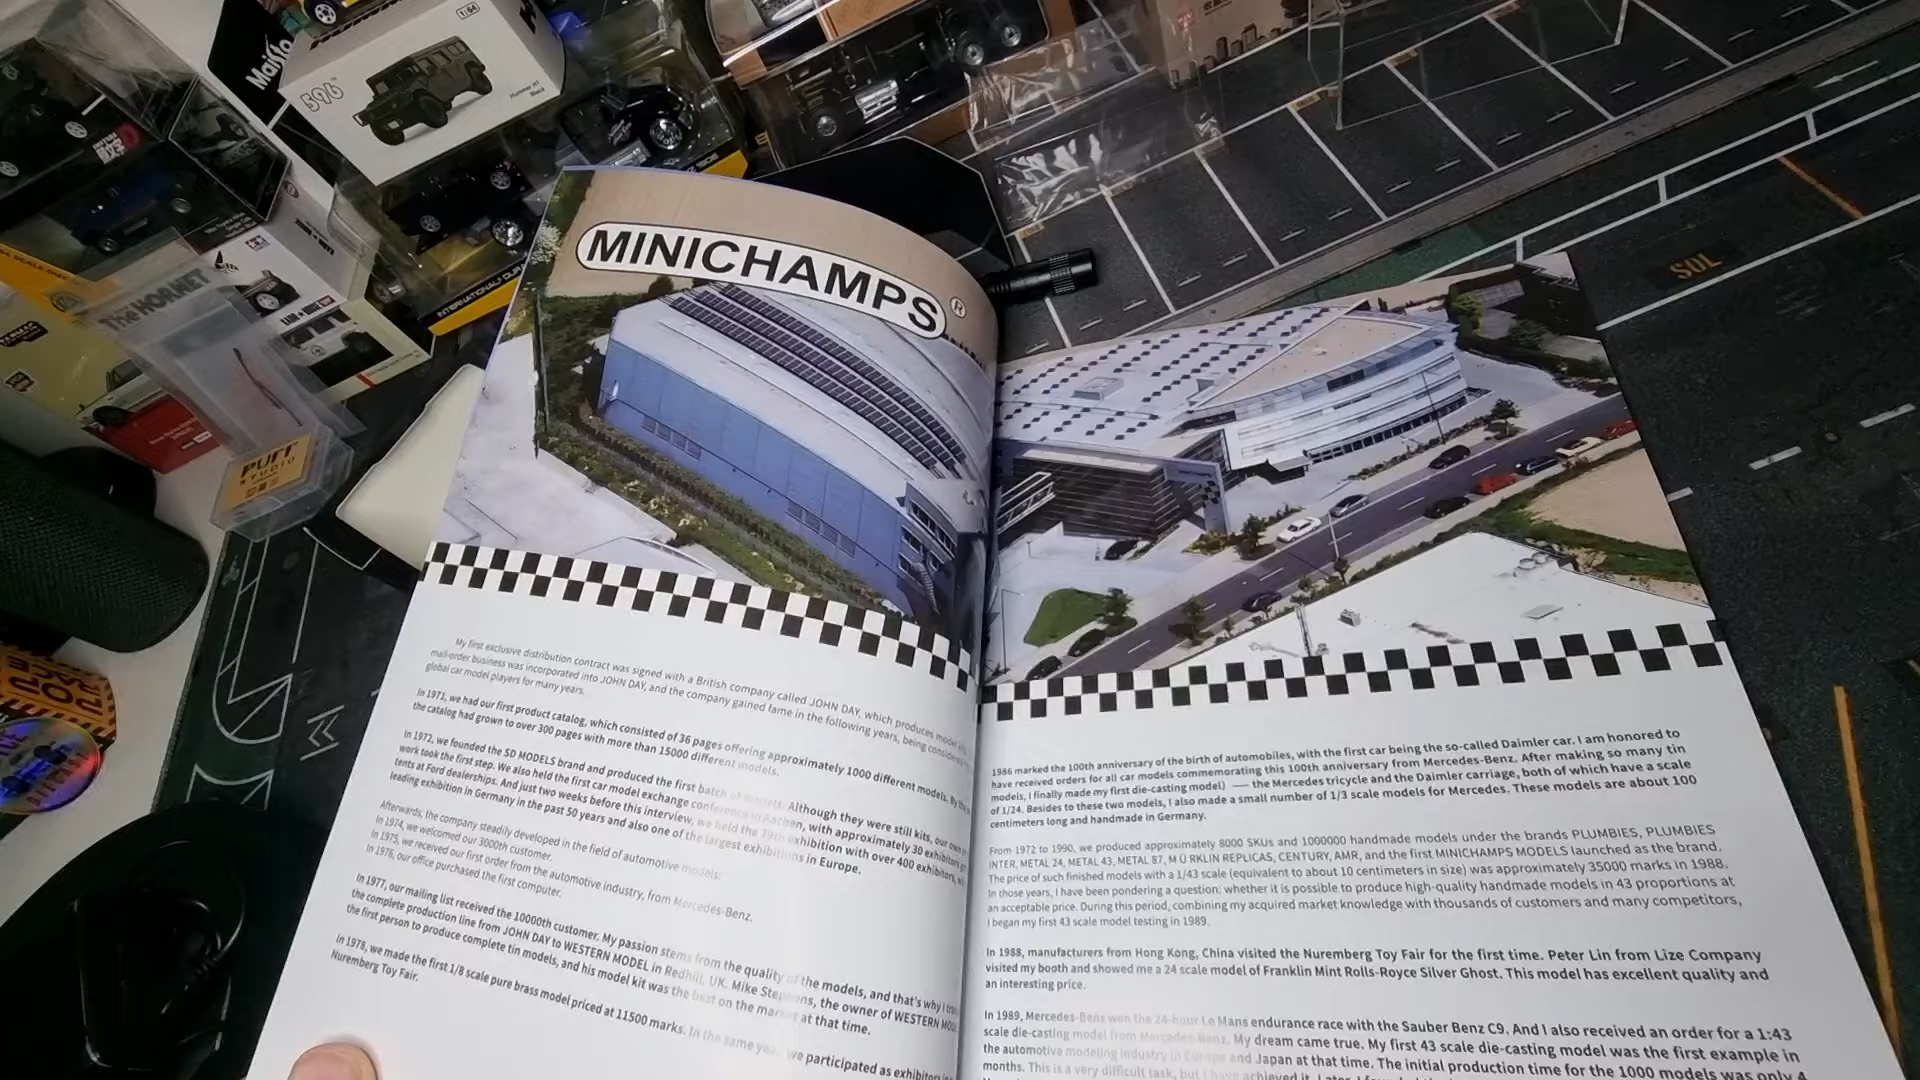 Maisto
1:64
596
Hummer H1
Black
The HORNET
INTERNATIONAL
PUFF
STUDIO
SOL
MINICHAMPS®
My first exclusive distribution contract was signed with a British company called JOHN DAY, which produces model
mail-order business was incorporated into JOHN DAY, and the company gained fame in the following years, being considered
global car model players for many years.
In 1971, we had our first product catalog, which consisted of 36 pages offering approximately 1000 different models. By the
the catalog had grown to over 300 pages with more than 15000 different models.
In 1972, we founded the SD MODELS brand and produced the first batch of models. Although they were still kits, our own
work took the first step. We also held the first car model exchange conference in Aachen, with approximately 30 exhibitors
tents at Ford dealerships. And just two weeks before this interview, we held the 79th exhibition with over 400 exhibitors,
leading exhibition in Germany in the past 50 years and also one of the largest exhibitions in Europe.
Afterwards, the company steadily developed in the field of automotive models:
In 1974, we welcomed our 3000th customer.
In 1975, we received our first order from the automotive industry, from Mercedes-Benz.
In 1976, our office purchased the first computer.
In 1977, our mailing list received the 10000th customer. My passion stems from the quality of the models, and that's why I
the complete production line from JOHN DAY to WESTERN MODEL in Redhill, UK. Mike Stephens, the owner of WESTERN
the first person to produce complete tin models, and his model kit was the best on the market at that time.
In 1978, we made the first 1/8 scale pure brass model priced at 11500 marks. In the same year, we participated as exhibitors
Nuremberg Toy Fair.
1986 marked the 100th anniversary of the birth of automobiles, with the first car being the so-called Daimler car. I am honored to
have received orders for all car models commemorating this 100th anniversary from Mercedes-Benz. After making so many tin
models, I finally made my first die-casting model) —— the Mercedes tricycle and the Daimler carriage, both of which have a scale
of 1/24. Besides to these two models, I also made a small number of 1/3 scale models for Mercedes. These models are about 100
centimeters long and handmade in Germany.
From 1972 to 1990, we produced approximately 8000 SKUs and 1000000 handmade models under the brands PLUMBIES, PLUMBIES
INTER, METAL 24, METAL 43, METAL 87, M Ü RKLIN REPLICAS, CENTURY, AMR, and the first MINICHAMPS MODELS launched as the brand.
The price of such finished models with a 1/43 scale (equivalent to about 10 centimeters in size) was approximately 35000 marks in 1988.
In those years, I have been pondering a question: whether it is possible to produce high-quality handmade models in 43 proportions at
an acceptable price. During this period, combining my acquired market knowledge with thousands of customers and many competitors,
I began my first 43 scale model testing in 1989.
In 1988, manufacturers from Hong Kong, China visited the Nuremberg Toy Fair for the first time. Peter Lin from Lize Company
visited my booth and showed me a 24 scale model of Franklin Mint Rolls-Royce Silver Ghost. This model has excellent quality and
an interesting price.
In 1989, Mercedes-Benz won the 24-hour Le Mans endurance race with the Sauber Benz C9. And I also received an order for a 1:43
scale die-casting model from Mercedes-Benz. My dream came true. My first 43 scale die-casting model was the first example in
the automotive modeling industry in Europe and Japan at that time. The initial production time for the 1000 models was only 4
months. This is a very difficult task, but I have achieved it. Later, I